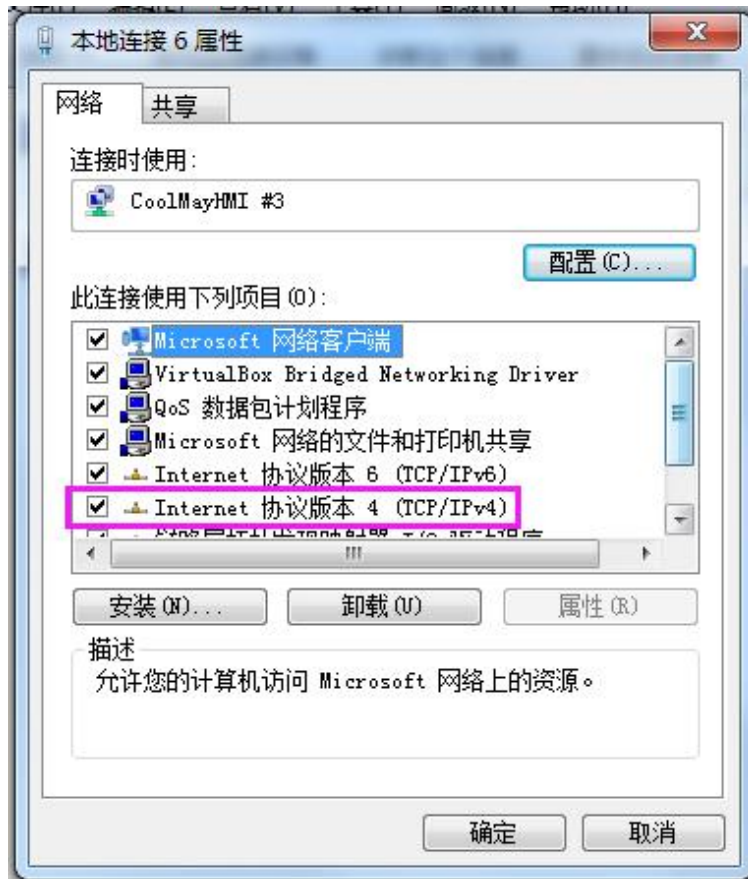 本地连接 6 属性
网络
共享
连接时使用:
CoolMayHMI #3
配置(C)...
此连接使用下列项目(O):
Microsoft 网络客户端
VirtualBox Bridged Networking Driver
QoS 数据包计划程序
Microsoft 网络的文件和打印机共享
Internet 协议版本 6 (TCP/IPv6)
Internet 协议版本 4 (TCP/IPv4)
安装(N)...
卸载(U)
属性(R)
描述
允许您的计算机访问 Microsoft 网络上的资源。
确定
取消